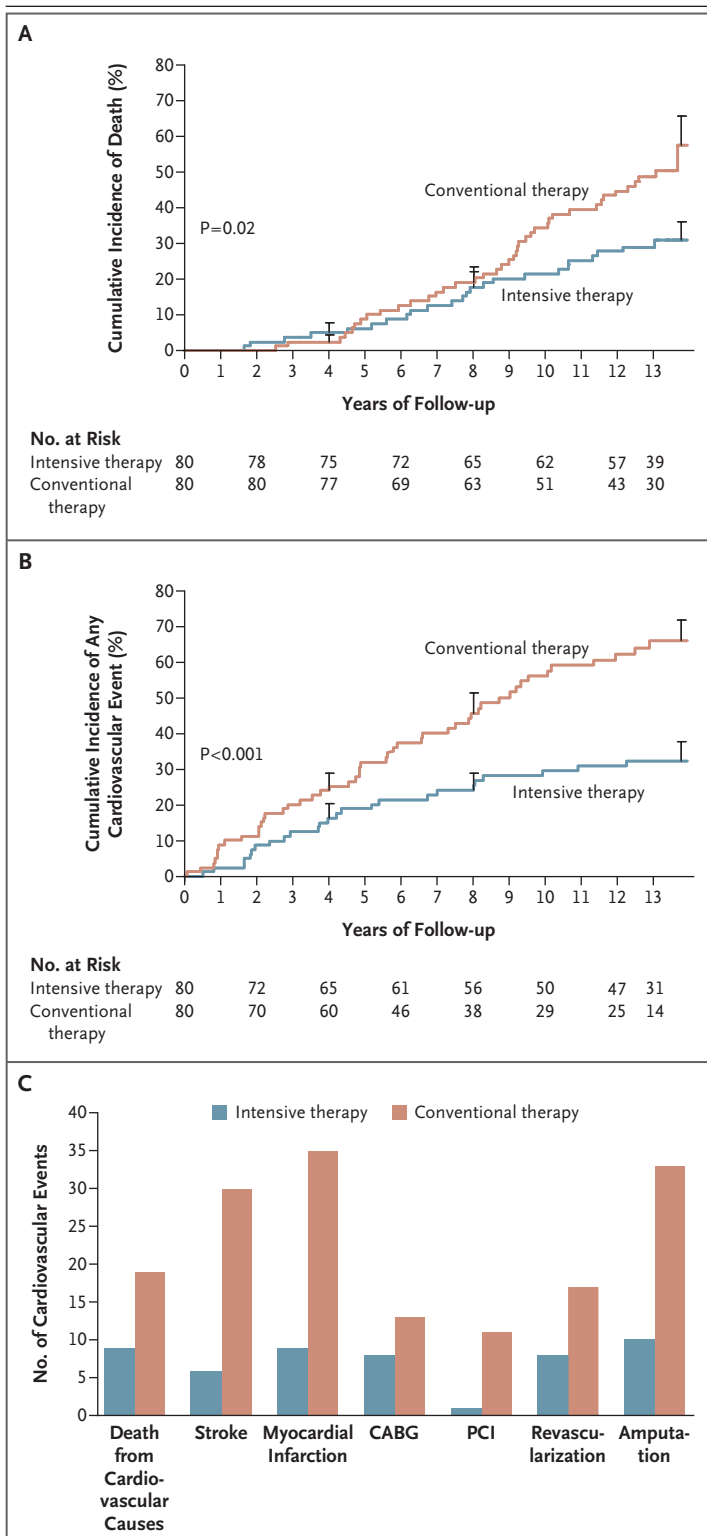 A
80
70
60
50
40
30
20
10
0
Cumulative Incidence of Death (%)
P=0.02
Conventional therapy
Intensive therapy
0 1 2 3 4 5 6 7 8 9 10 11 12 13
Years of Follow-up
No. at Risk
Intensive therapy 80 78 75 72 65 62 57 39
Conventional 80 80 77 69 63 51 43 30
therapy
B
80
70
60
50
40
30
20
10
0
Cumulative Incidence of Any
Cardiovascular Event (%)
Conventional therapy
P<0.001
Intensive therapy
0 1 2 3 4 5 6 7 8 9 10 11 12 13
Years of Follow-up
No. at Risk
Intensive therapy 80 72 65 61 56 50 47 31
Conventional 80 70 60 46 38 29 25 14
therapy
C
40
35
30
25
20
15
10
5
0
No. of Cardiovascular Events
Intensive therapy Conventional therapy
Death
from
Cardio-
vascular
Causes
Stroke
Myocardial
Infarction
CABG
PCI
Revascu-
larization
Amputa-
tion